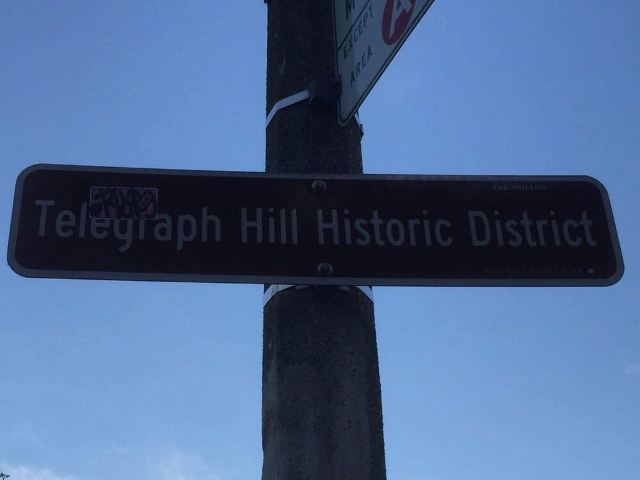 M
EXCEPT
A
AREA
Telegraph Hill Historic District